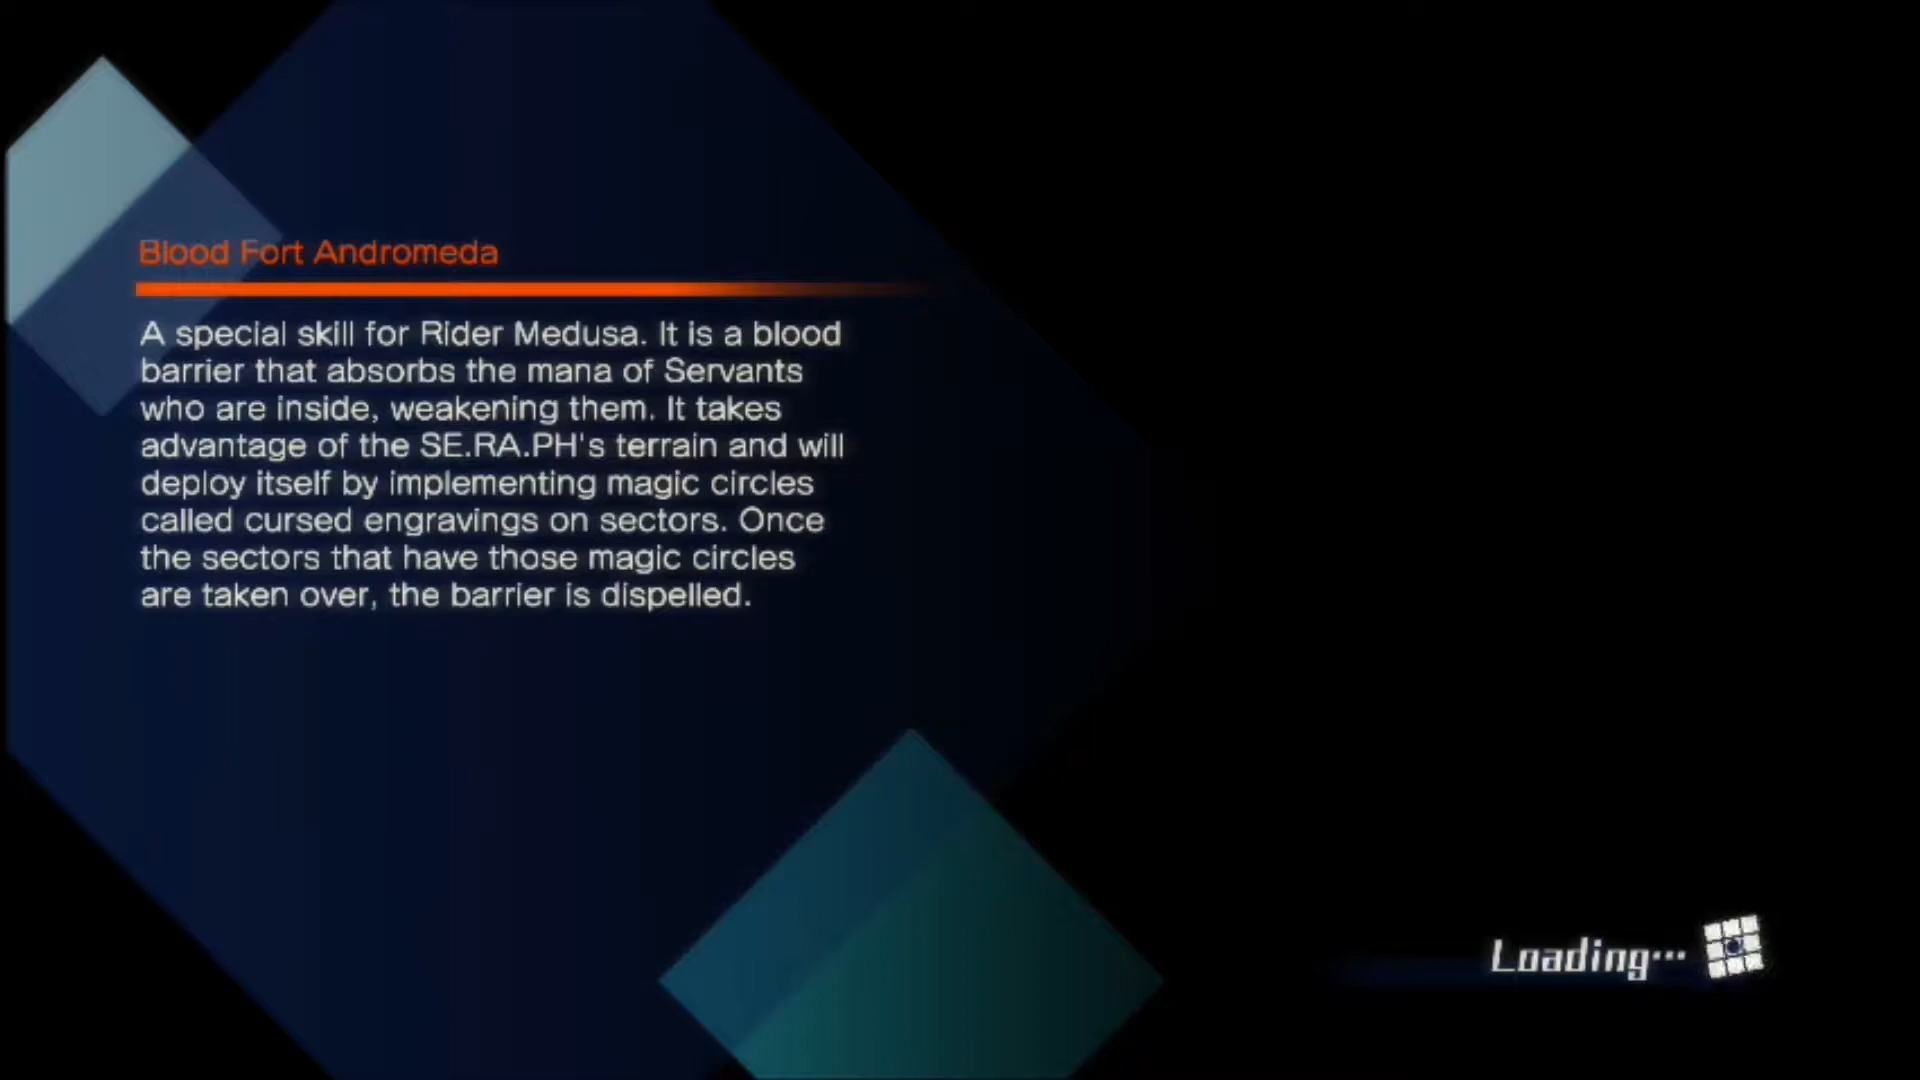 Blood Fort Andromeda
A special skill for Rider Medusa. It is a blood
barrier that absorbs the mana of Servants
who are inside, weakening them. It takes
advantage of the SE.RA.PH's terrain and will
deploy itself by implementing magic circles
called cursed engravings on sectors. Once
the sectors that have those magic circles
are taken over, the barrier is dispelled.
Loading…